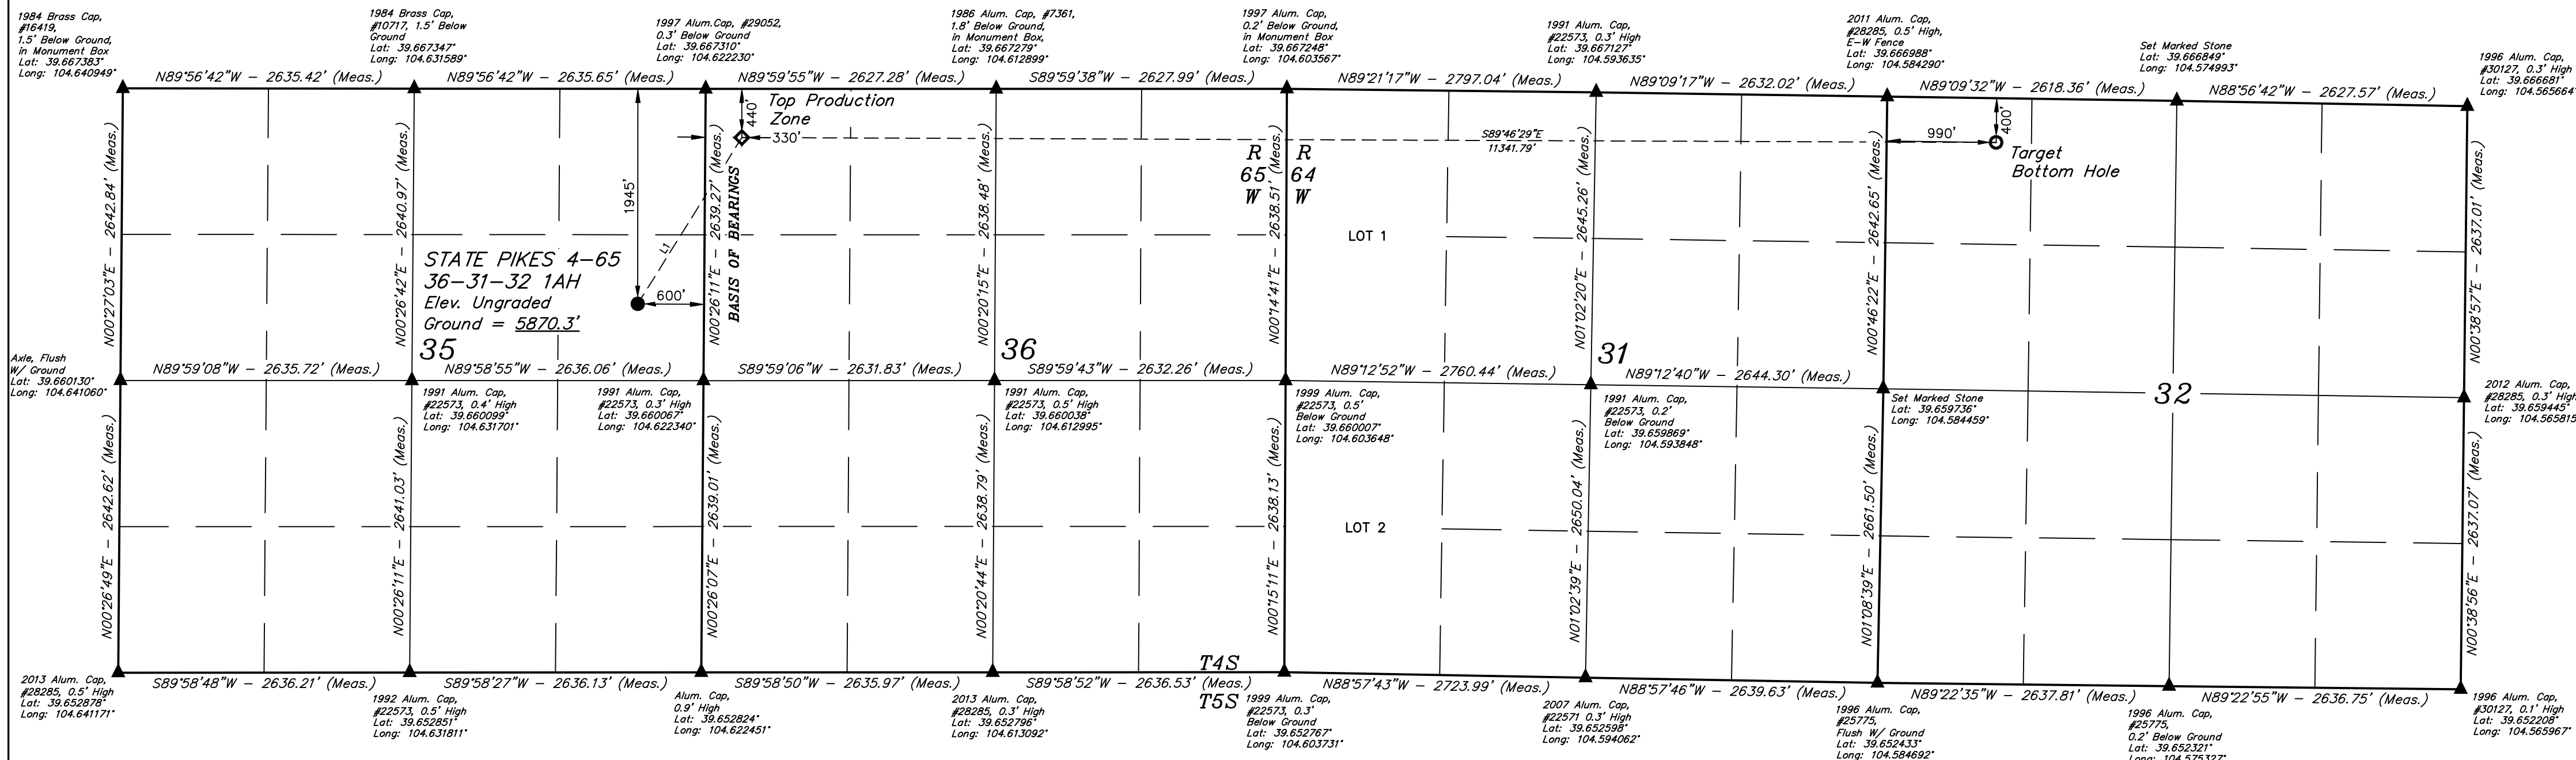 1984 Brass Cap,
#16419,
1.5' Below Ground,
in Monument Box
Lat: 39.667383°
Long: 104.640949°
1984 Brass Cap,
#10717, 1.5' Below
Ground
Lat: 39.667347°
Long: 104.631589°
1997 Alum.Cap, #29052,
0.3' Below Ground
Lat: 39.667310°
Long: 104.622230°
1986 Alum. Cap, #7361,
1.8' Below Ground,
in Monument Box,
Lat: 39.667279°
Long: 104.612899°
1997 Alum. Cap,
0.2' Below Ground,
in Monument Box
Lat: 39.667248°
Long: 104.603567°
1991 Alum. Cap,
#22573, 0.3' High
Lat: 39.667127°
Long: 104.593635°
2011 Alum. Cap,
#28285, 0.5' High,
E-W Fence
Lat: 39.666988°
Long: 104.584290°
Set Marked Stone
Lat: 39.666849°
Long: 104.574993°
1996 Alum. Cap,
#30127, 0.3' High
Lat: 39.666681°
Long: 104.565664°
N89°56'42"W - 2635.42' (Meas.)
N89°56'42"W - 2635.65' (Meas.)
N89°59'55"W - 2627.28' (Meas.)
S89°59'38"W - 2627.99' (Meas.)
N89°21'17"W - 2797.04' (Meas.)
N89°09'17"W - 2632.02' (Meas.)
N89°09'32"W - 2618.36' (Meas.)
N88°56'42"W - 2627.57' (Meas.)
Top Production
Zone
440'
330'
S89°46'29"E
11341.79'
990'
400'
Target
Bottom Hole
R
65
W
R
64
W
1945'
L1
600'
BASIS OF BEARINGS
STATE PIKES 4-65
36-31-32 1AH
Elev. Ungraded
Ground = 5870.3'
LOT 1
N00°27'03"E - 2642.84' (Meas.)
N00°26'42"E - 2640.97' (Meas.)
N00°26'11"E - 2639.27' (Meas.)
N00°20'15"E - 2638.48' (Meas.)
N00°14'41"E - 2638.51' (Meas.)
N01°02'20"E - 2645.26' (Meas.)
N00°46'22"E - 2642.65' (Meas.)
N00°38'57"E - 2637.01' (Meas.)
35
36
31
32
Axle, Flush
W/ Ground
Lat: 39.660130°
Long: 104.641060°
N89°59'08"W - 2635.72' (Meas.)
N89°58'55"W - 2636.06' (Meas.)
S89°59'06"W - 2631.83' (Meas.)
S89°59'43"W - 2632.26' (Meas.)
N89°12'52"W - 2760.44' (Meas.)
N89°12'40"W - 2644.30' (Meas.)
1991 Alum. Cap,
#22573, 0.4' High
Lat: 39.660099°
Long: 104.631701°
1991 Alum. Cap,
#22573, 0.3' High
Lat: 39.660067°
Long: 104.622340°
1991 Alum. Cap,
#22573, 0.5' High
Lat: 39.660038°
Long: 104.612995°
1999 Alum. Cap,
#22573, 0.5'
Below Ground
Lat: 39.660007°
Long: 104.603648°
1991 Alum. Cap,
#22573, 0.2'
Below Ground
Lat: 39.659869°
Long: 104.593848°
Set Marked Stone
Lat: 39.659736°
Long: 104.584459°
2012 Alum. Cap,
#28285, 0.3' High
Lat: 39.659445°
Long: 104.565815
LOT 2
N00°26'49"E - 2642.62' (Meas.)
N00°26'11"E - 2641.03' (Meas.)
N00°26'07"E - 2639.01' (Meas.)
N00°20'44"E - 2638.79' (Meas.)
N00°15'11"E - 2638.13' (Meas.)
N01°02'39"E - 2650.04' (Meas.)
N01°08'39"E - 2661.50' (Meas.)
N00°38'56"E - 2637.07' (Meas.)
T4S
T5S
S89°58'48"W - 2636.21' (Meas.)
S89°58'27"W - 2636.13' (Meas.)
S89°58'50"W - 2635.97' (Meas.)
S89°58'52"W - 2636.53' (Meas.)
N88°57'43"W - 2723.99' (Meas.)
N88°57'46"W - 2639.63' (Meas.)
N89°22'35"W - 2637.81' (Meas.)
N89°22'55"W - 2636.75' (Meas.)
2013 Alum. Cap,
#28285, 0.5' High
Lat: 39.652878°
Long: 104.641171°
1992 Alum. Cap,
#22573, 0.5' High
Lat: 39.652851°
Long: 104.631811°
Alum. Cap,
0.9' High
Lat: 39.652824°
Long: 104.622451°
2013 Alum. Cap,
#28285, 0.3' High
Lat: 39.652796°
Long: 104.613092°
1999 Alum. Cap,
#22573, 0.3'
Below Ground
Lat: 39.652767°
Long: 104.603731°
2007 Alum. Cap,
#22571 0.3' High
Lat: 39.652598°
Long: 104.594062°
1996 Alum. Cap,
#25775,
Flush W/ Ground
Lat: 39.652433°
Long: 104.584692°
1996 Alum. Cap,
#25775,
0.2' Below Ground
Lat: 39.652321°
Long: 104.575327°
1996 Alum. Cap,
#30127, 0.1' High
Lat: 39.652208°
Long: 104.565967°